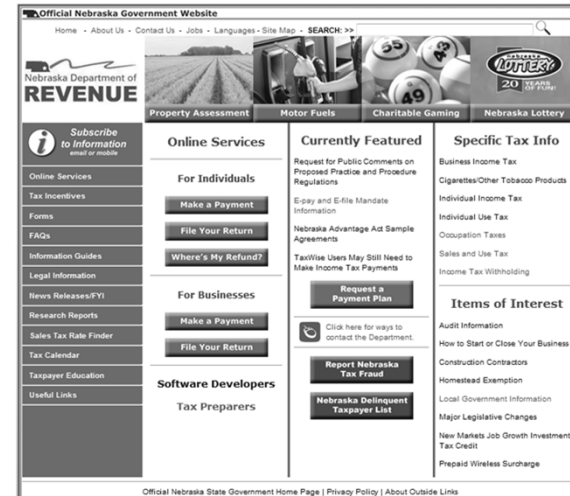 Official Nebraska Government Website
Home - About Us - Contact Us - Jobs - Languages - Site Map - SEARCH: >>
Nebraska Department of
REVENUE
Property Assessment
Motor Fuels
55
49
Charitable Gaming
Nebraska
LOTTERY
20 YEARS
OF FUN!
Nebraska Lottery
Subscribe
to Information
email or mobile
Online Services
Tax Incentives
Forms
FAQs
Information Guides
Legal Information
News Releases/FYI
Research Reports
Sales Tax Rate Finder
Tax Calendar
Taxpayer Education
Useful Links
Online Services
For Individuals
Make a Payment
File Your Return
Where's My Refund?
For Businesses
Make a Payment
File Your Return
Software Developers
Tax Preparers
Currently Featured
Request for Public Comments on
Proposed Practice and Procedure
Regulations
E-pay and E-file Mandate
Information
Nebraska Advantage Act Sample
Agreements
TaxWise Users May Still Need to
Make Income Tax Payments
Request a
Payment Plan
Click here for ways to
contact the Department.
Report Nebraska
Tax Fraud
Nebraska Delinquent
Taxpayer List
Specific Tax Info
Business Income Tax
Cigarettes/Other Tobacco Products
Individual Income Tax
Individual Use Tax
Occupation Taxes
Sales and Use Tax
Income Tax Withholding
Items of Interest
Audit Information
How to Start or Close Your Business
Construction Contractors
Homestead Exemption
Local Government Information
Major Legislative Changes
New Markets Job Growth Investment
Tax Credit
Prepaid Wireless Surcharge
Official Nebraska State Government Home Page | Privacy Policy | About Outside Links